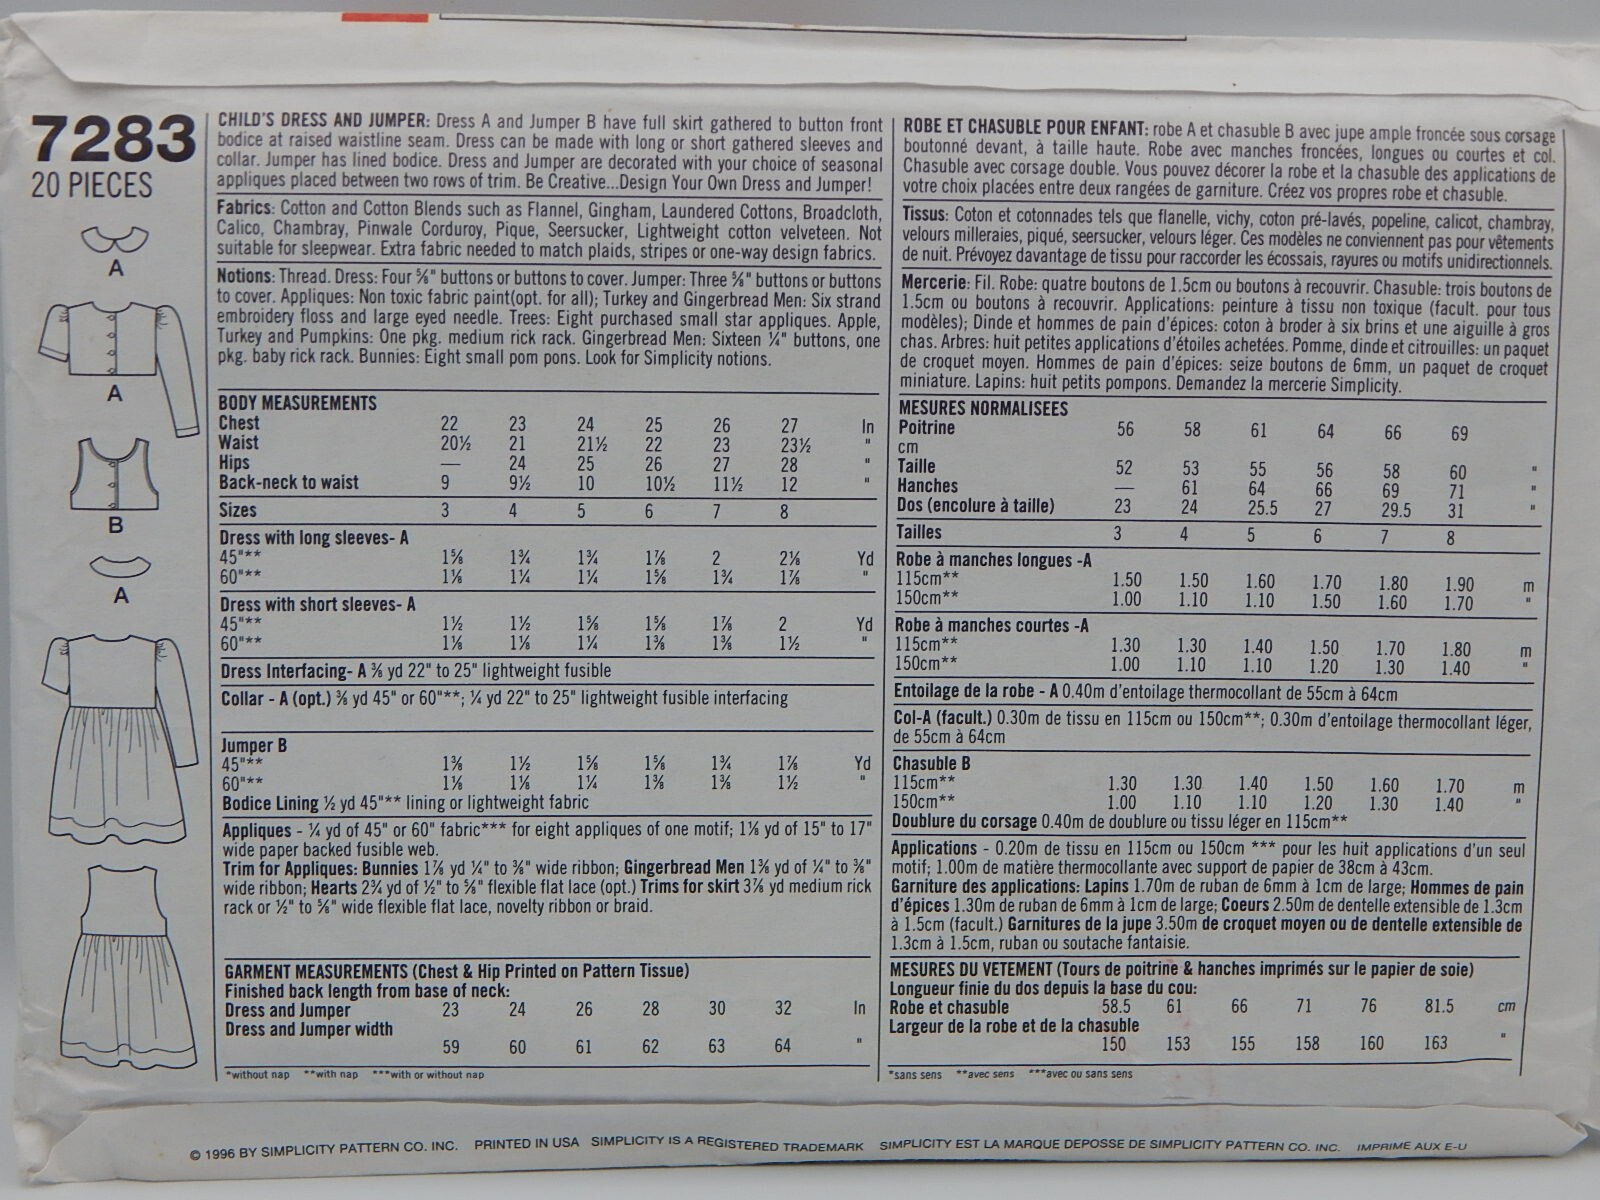 7283
20 PIECES
A
A
B
A
CHILD'S DRESS AND JUMPER: Dress A and Jumper B have full skirt gathered to button front
bodice at raised waistline seam. Dress can be made with long or short gathered sleeves and
collar. Jumper has lined bodice. Dress and Jumper are decorated with your choice of seasonal
appliques placed between two rows of trim. Be Creative...Design Your Own Dress and Jumper!
Fabrics: Cotton and Cotton Blends such as Flannel, Gingham, Laundered Cottons, Broadcloth,
Calico, Chambray, Pinwale Corduroy, Pique, Seersucker, Lightweight cotton velveteen. Not
suitable for sleepwear. Extra fabric needed to match plaids, stripes or one-way design fabrics.
Notions: Thread. Dress: Four ⅝" buttons or buttons to cover. Jumper: Three ⅝" buttons or buttons
to cover. Appliques: Non toxic fabric paint(opt. for all); Turkey and Gingerbread Men: Six strand
embroidery floss and large eyed needle. Trees: Eight purchased small star appliques. Apple,
Turkey and Pumpkins: One pkg. medium rick rack. Gingerbread Men: Sixteen ¼" buttons, one
pkg. baby rick rack. Bunnies: Eight small pom pons. Look for Simplicity notions.
BODY MEASUREMENTS
Chest 22 23 24 25 26 27 In
Waist 20½ 21 21½ 22 23 23½ "
Hips — 24 25 26 27 28 "
Back-neck to waist 9 9½ 10 10½ 11½ 12 "
Sizes 3 4 5 6 7 8
Dress with long sleeves- A
45"** 1⅝ 1¾ 1¾ 1⅞ 2 2⅛ Yd
60"** 1⅛ 1¼ 1¼ 1⅝ 1¾ 1⅞ "
Dress with short sleeves- A
45"** 1½ 1½ 1⅝ 1⅝ 1⅞ 2 Yd
60"** 1⅛ 1⅛ 1¼ 1⅜ 1⅜ 1½ "
Dress Interfacing- A ⅜ yd 22" to 25" lightweight fusible
Collar - A (opt.) ⅜ yd 45" or 60"**; ¼ yd 22" to 25" lightweight fusible interfacing
Jumper B
45"** 1⅜ 1½ 1⅝ 1⅝ 1¾ 1⅞ Yd
60"** 1⅛ 1⅛ 1¼ 1⅜ 1⅜ 1½ "
Bodice Lining ½ yd 45"** lining or lightweight fabric
Appliques - ¼ yd of 45" or 60" fabric*** for eight appliques of one motif; 1⅛ yd of 15" to 17"
wide paper backed fusible web.
Trim for Appliques: Bunnies 1⅞ yd ¼" to ⅜" wide ribbon; Gingerbread Men 1⅜ yd of ¼" to ⅜"
wide ribbon; Hearts 2¾ yd of ½" to ⅝" flexible flat lace (opt.) Trims for skirt 3⅞ yd medium rick
rack or ½" to ⅝" wide flexible flat lace, novelty ribbon or braid.
GARMENT MEASUREMENTS (Chest & Hip Printed on Pattern Tissue)
Finished back length from base of neck:
Dress and Jumper 23 24 26 28 30 32 In
Dress and Jumper width
59 60 61 62 63 64 "
*without nap **with nap ***with or without nap
ROBE ET CHASUBLE POUR ENFANT: robe A et chasuble B avec jupe ample froncée sous corsage
boutonné devant, à taille haute. Robe avec manches froncées, longues ou courtes et col.
Chasuble avec corsage double. Vous pouvez décorer la robe et la chasuble des applications de
votre choix placées entre deux rangées de garniture. Créez vos propres robe et chasuble.
Tissus: Coton et cotonnades tels que flanelle, vichy, coton pré-lavés, popeline, calicot, chambray,
velours milleraies, piqué, seersucker, velours léger. Ces modèles ne conviennent pas pour vêtements
de nuit. Prévoyez davantage de tissu pour raccorder les écossais, rayures ou motifs unidirectionnels.
Mercerie: Fil. Robe: quatre boutons de 1.5cm ou boutons à recouvrir. Chasuble: trois boutons de
1.5cm ou boutons à recouvrir. Applications: peinture à tissu non toxique (facult. pour tous
modèles); Dinde et hommes de pain d'épices: coton à broder à six brins et une aiguille à gros
chas. Arbres: huit petites applications d'étoiles achetées. Pomme, dinde et citrouilles: un paquet
de croquet moyen. Hommes de pain d'épices: seize boutons de 6mm, un paquet de croquet
miniature. Lapins: huit petits pompons. Demandez la mercerie Simplicity.
MESURES NORMALISEES
Poitrine 56 58 61 64 66 69
cm
Taille 52 53 55 56 58 60 "
Hanches — 61 64 66 69 71 "
Dos (encolure à taille) 23 24 25.5 27 29.5 31 "
Tailles 3 4 5 6 7 8
Robe à manches longues -A
115cm** 1.50 1.50 1.60 1.70 1.80 1.90 m
150cm** 1.00 1.10 1.10 1.50 1.60 1.70 "
Robe à manches courtes -A
115cm** 1.30 1.30 1.40 1.50 1.70 1.80 m
150cm** 1.00 1.10 1.10 1.20 1.30 1.40 "
Entoilage de la robe - A 0.40m d'entoilage thermocollant de 55cm à 64cm
Col-A (facult.) 0.30m de tissu en 115cm ou 150cm**; 0.30m d'entoilage thermocollant léger,
de 55cm à 64cm
Chasuble B
115cm** 1.30 1.30 1.40 1.50 1.60 1.70 m
150cm** 1.00 1.10 1.10 1.20 1.30 1.40 "
Doublure du corsage 0.40m de doublure ou tissu léger en 115cm**
Applications - 0.20m de tissu en 115cm ou 150cm *** pour les huit applications d'un seul
motif; 1.00m de matière thermocollante avec support de papier de 38cm à 43cm.
Garniture des applications: Lapins 1.70m de ruban de 6mm à 1cm de large; Hommes de pain
d'épices 1.30m de ruban de 6mm à 1cm de large; Coeurs 2.50m de dentelle extensible de 1.3cm
à 1.5cm (facult.) Garnitures de la jupe 3.50m de croquet moyen ou de dentelle extensible de
1.3cm à 1.5cm, ruban ou soutache fantaisie.
MESURES DU VETEMENT (Tours de poitrine & hanches imprimés sur le papier de soie)
Longueur finie du dos depuis la base du cou:
Robe et chasuble 58.5 61 66 71 76 81.5 cm
Largeur de la robe et de la chasuble
150 153 155 158 160 163 "
*sans sens **avec sens ***avec ou sans sens
© 1996 BY SIMPLICITY PATTERN CO. INC. PRINTED IN USA SIMPLICITY IS A REGISTERED TRADEMARK SIMPLICITY EST LA MARQUE DEPOSSE DE SIMPLICITY PATTERN CO. INC. IMPRIME AUX E-U